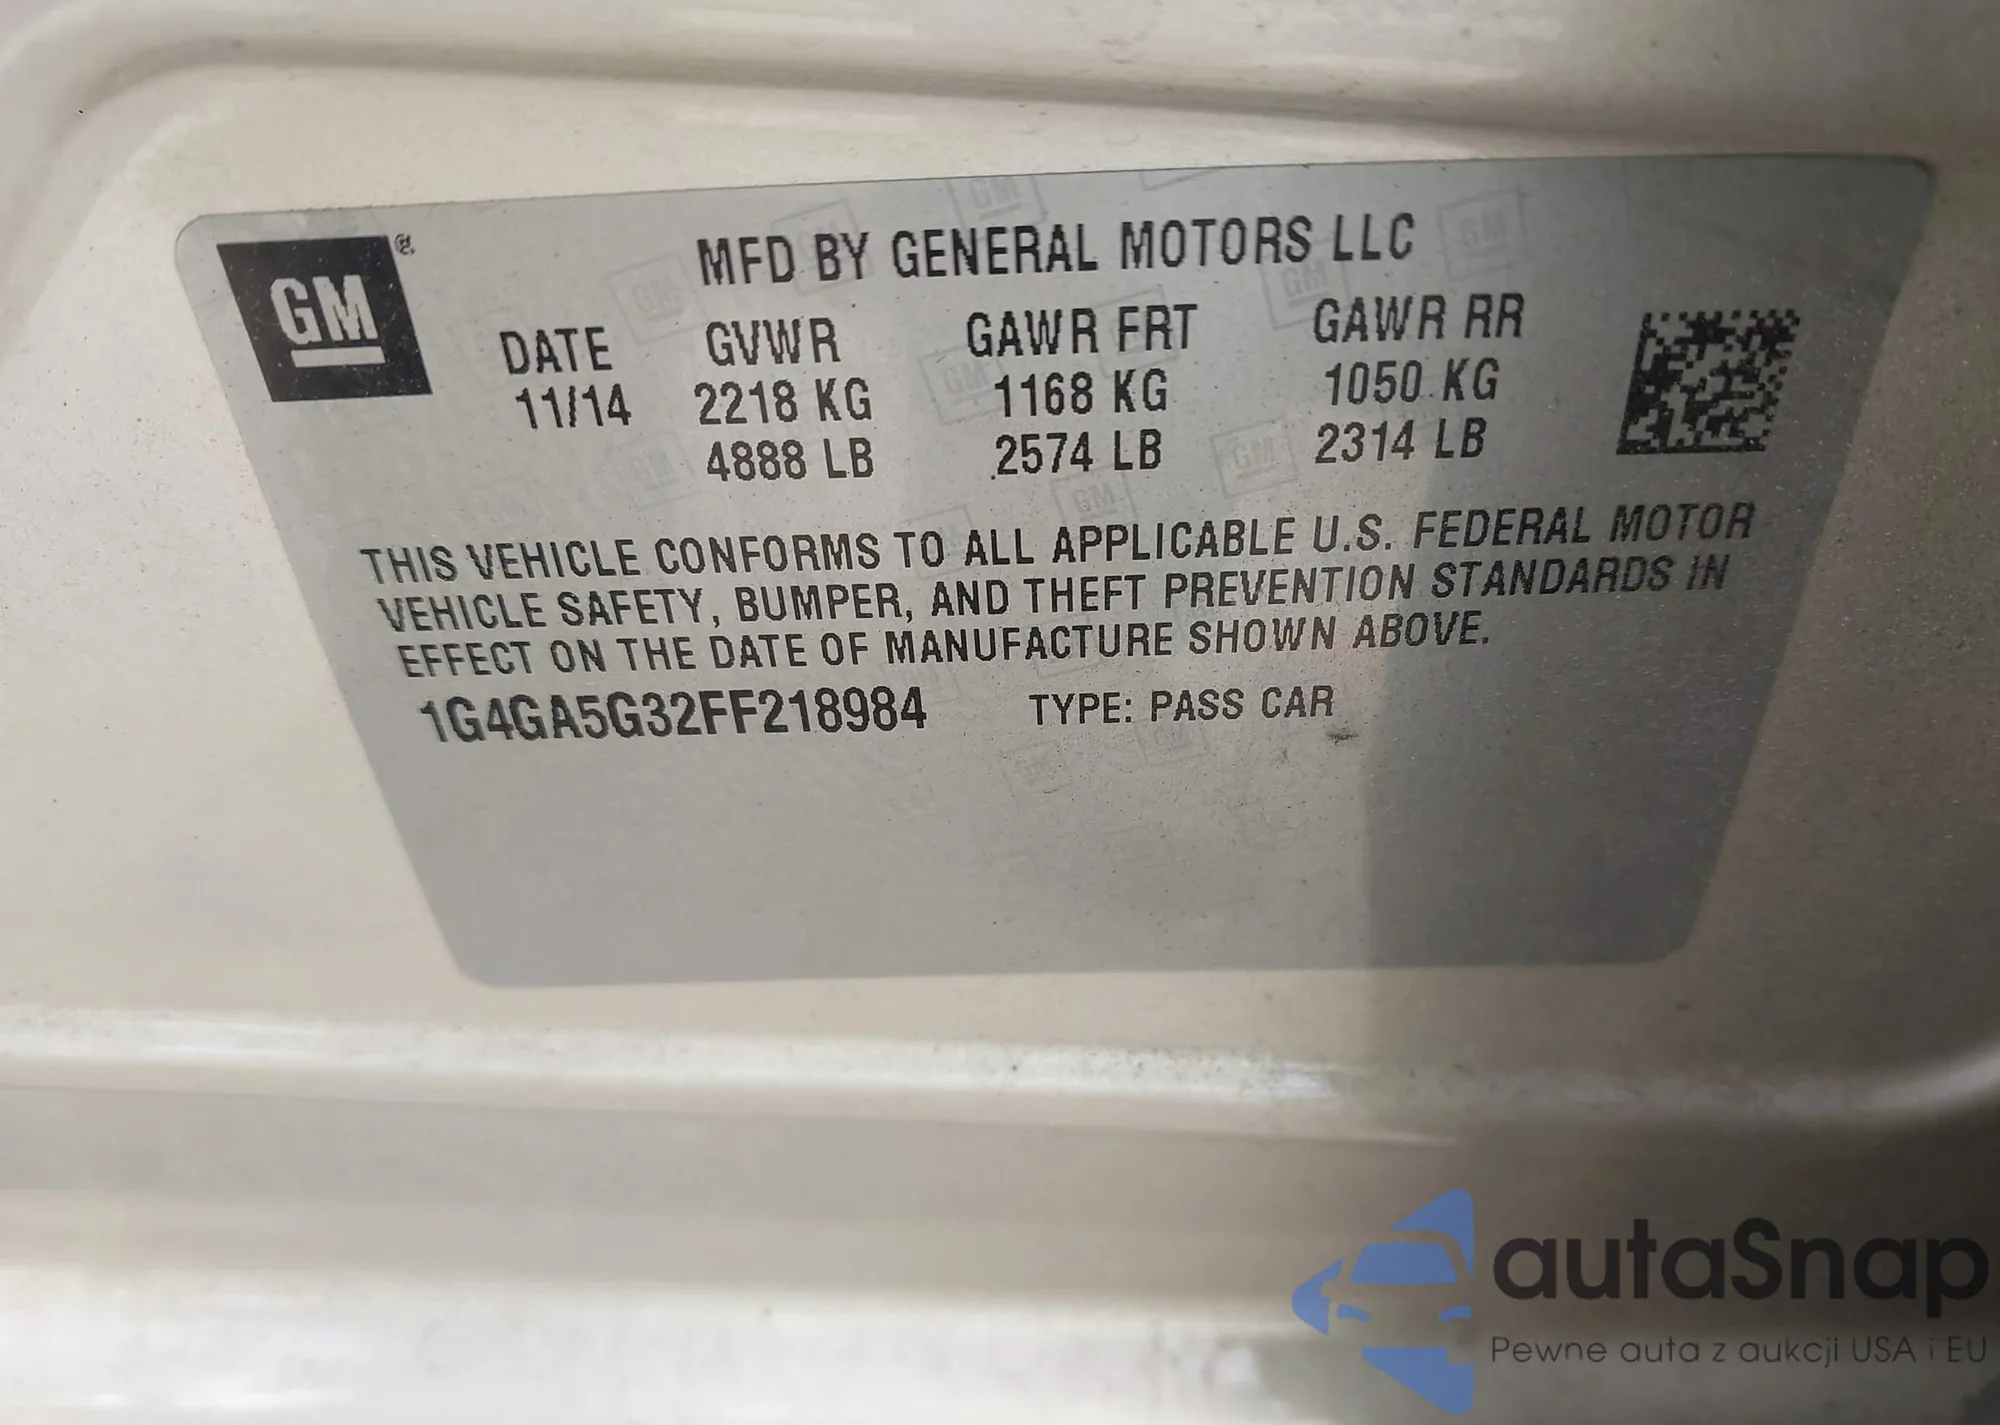 GM ®
MFD BY GENERAL MOTORS LLC
DATE GVWR GAWR FRT GAWR RR
11/14 2218 KG 1168 KG 1050 KG
4888 LB 2574 LB 2314 LB
THIS VEHICLE CONFORMS TO ALL APPLICABLE U.S. FEDERAL MOTOR
VEHICLE SAFETY, BUMPER, AND THEFT PREVENTION STANDARDS IN
EFFECT ON THE DATE OF MANUFACTURE SHOWN ABOVE.
1G4GA5G32FF218984 TYPE: PASS CAR
autaSnap
Pewne auta z aukcji USA i EU